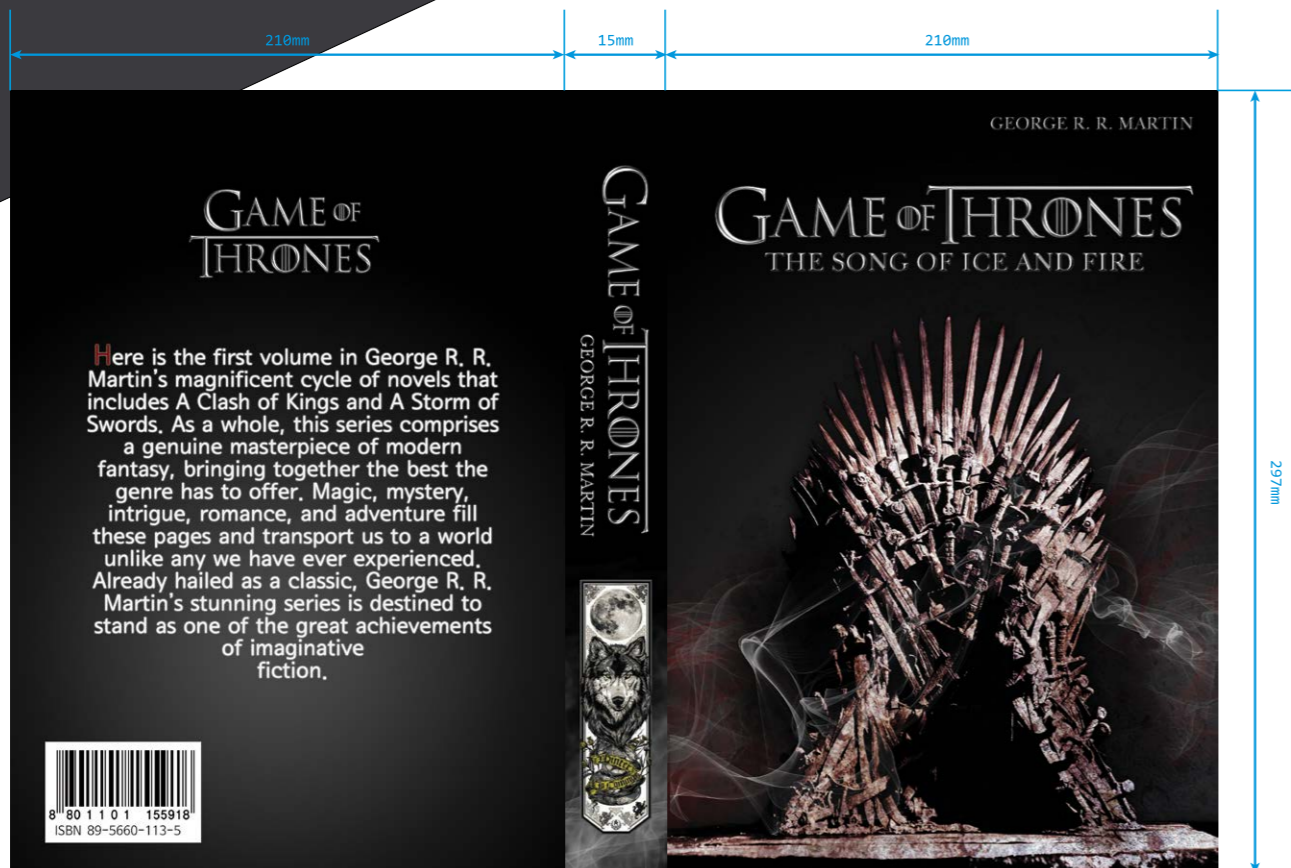 210mm
15mm
210mm
297mm
GAME OF
THRONES
Here is the first volume in George R. R.
Martin's magnificent cycle of novels that
includes A Clash of Kings and A Storm of
Swords. As a whole, this series comprises
a genuine masterpiece of modern
fantasy, bringing together the best the
genre has to offer. Magic, mystery,
intrigue, romance, and adventure fill
these pages and transport us to a world
unlike any we have ever experienced.
Already hailed as a classic, George R. R.
Martin's stunning series is destined to
stand as one of the great achievements
of imaginative
fiction.
8 801101 155918
ISBN 89-5660-113-5
GAME OF THRONES
GEORGE R. R. MARTIN
GEORGE R. R. MARTIN
GAME OF THRONES
THE SONG OF ICE AND FIRE